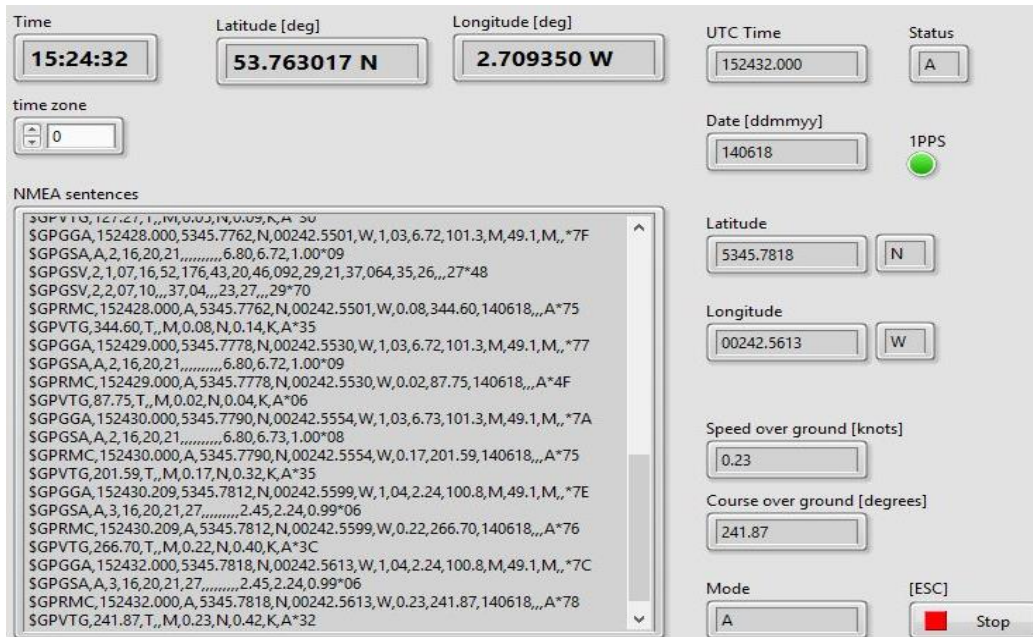 Time
Latitude [deg]
Longitude [deg]
15:24:32
53.763017 N
2.709350 W
time zone
0
NMEA sentences
$GPVTG,127.27,T,,M,0.05,N,0.09,K,A*30
$GPGGA,152428.000,5345.7762,N,00242.5501,W,1,03,6.72,101.3,M,49.1,M,,*7F
$GPGSA,A,2,16,20,21,,,,,,,,,,6.80,6.72,1.00*09
$GPGSV,2,1,07,16,52,176,43,20,46,092,29,21,37,064,35,26,,,27*48
$GPGSV,2,2,07,10,,,37,04,,,23,27,,,29*70
$GPRMC,152428.000,A,5345.7762,N,00242.5501,W,0.08,344.60,140618,,,A*75
$GPVTG,344.60,T,,M,0.08,N,0.14,K,A*35
$GPGGA,152429.000,5345.7778,N,00242.5530,W,1,03,6.72,101.3,M,49.1,M,,*77
$GPGSA,A,2,16,20,21,,,,,,,,,,6.80,6.72,1.00*09
$GPRMC,152429.000,A,5345.7778,N,00242.5530,W,0.02,87.75,140618,,,A*4F
$GPVTG,87.75,T,,M,0.02,N,0.04,K,A*06
$GPGGA,152430.000,5345.7790,N,00242.5554,W,1,03,6.73,101.3,M,49.1,M,,*7A
$GPGSA,A,2,16,20,21,,,,,,,,,,6.80,6.73,1.00*08
$GPRMC,152430.000,A,5345.7790,N,00242.5554,W,0.17,201.59,140618,,,A*75
$GPVTG,201.59,T,,M,0.17,N,0.32,K,A*35
$GPGGA,152430.209,5345.7812,N,00242.5599,W,1,04,2.24,100.8,M,49.1,M,,*7E
$GPGSA,A,3,16,20,21,27,,,,,,,,,2.45,2.24,0.99*06
$GPRMC,152430.209,A,5345.7812,N,00242.5599,W,0.22,266.70,140618,,,A*76
$GPVTG,266.70,T,,M,0.22,N,0.40,K,A*3C
$GPGGA,152432.000,5345.7818,N,00242.5613,W,1,04,2.24,100.8,M,49.1,M,,*7C
$GPGSA,A,3,16,20,21,27,,,,,,,,,2.45,2.24,0.99*06
$GPRMC,152432.000,A,5345.7818,N,00242.5613,W,0.23,241.87,140618,,,A*78
$GPVTG,241.87,T,,M,0.23,N,0.42,K,A*32
UTC Time
Status
152432.000
A
Date [ddmmyy]
1PPS
140618
Latitude
5345.7818
N
Longitude
00242.5613
W
Speed over ground [knots]
0.23
Course over ground [degrees]
241.87
Mode
[ESC]
A
Stop